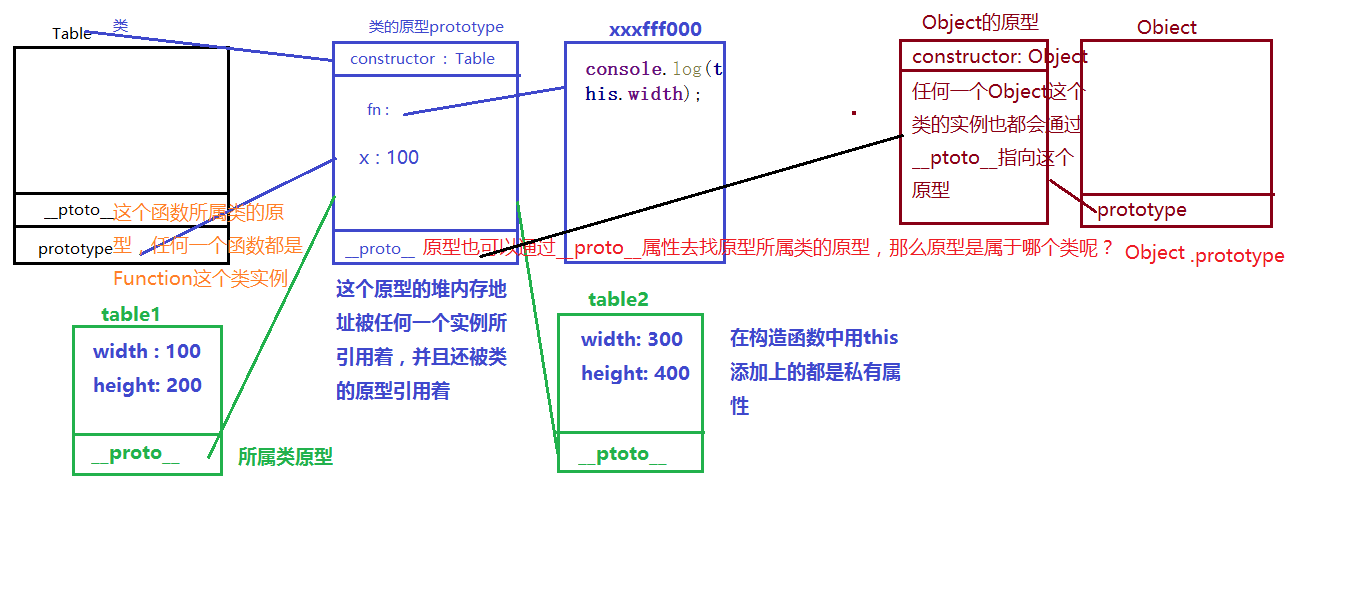 Table
类
类的原型prototype
xxxfff000
Object的原型
Object
constructor : Table
console.log(t
his.width);
constructor: Object
fn :
x : 100
任何一个Object这个
类的实例也都会通过
__ptoto__指向这个
原型
__ptoto__
prototype
这个函数所属类的原
型，任何一个函数都是
Function这个类实例
__proto__
原型也可以通过__proto__属性去找原型所属类的原型，那么原型是属于哪个类呢？
prototype
Object .prototype
这个原型的堆内存地
址被任何一个实例所
引用着，并且还被类
的原型引用着
table1
width : 100
height: 200
__proto__
所属类原型
table2
width: 300
height: 400
__ptoto__
在构造函数中用this
添加上的都是私有属
性